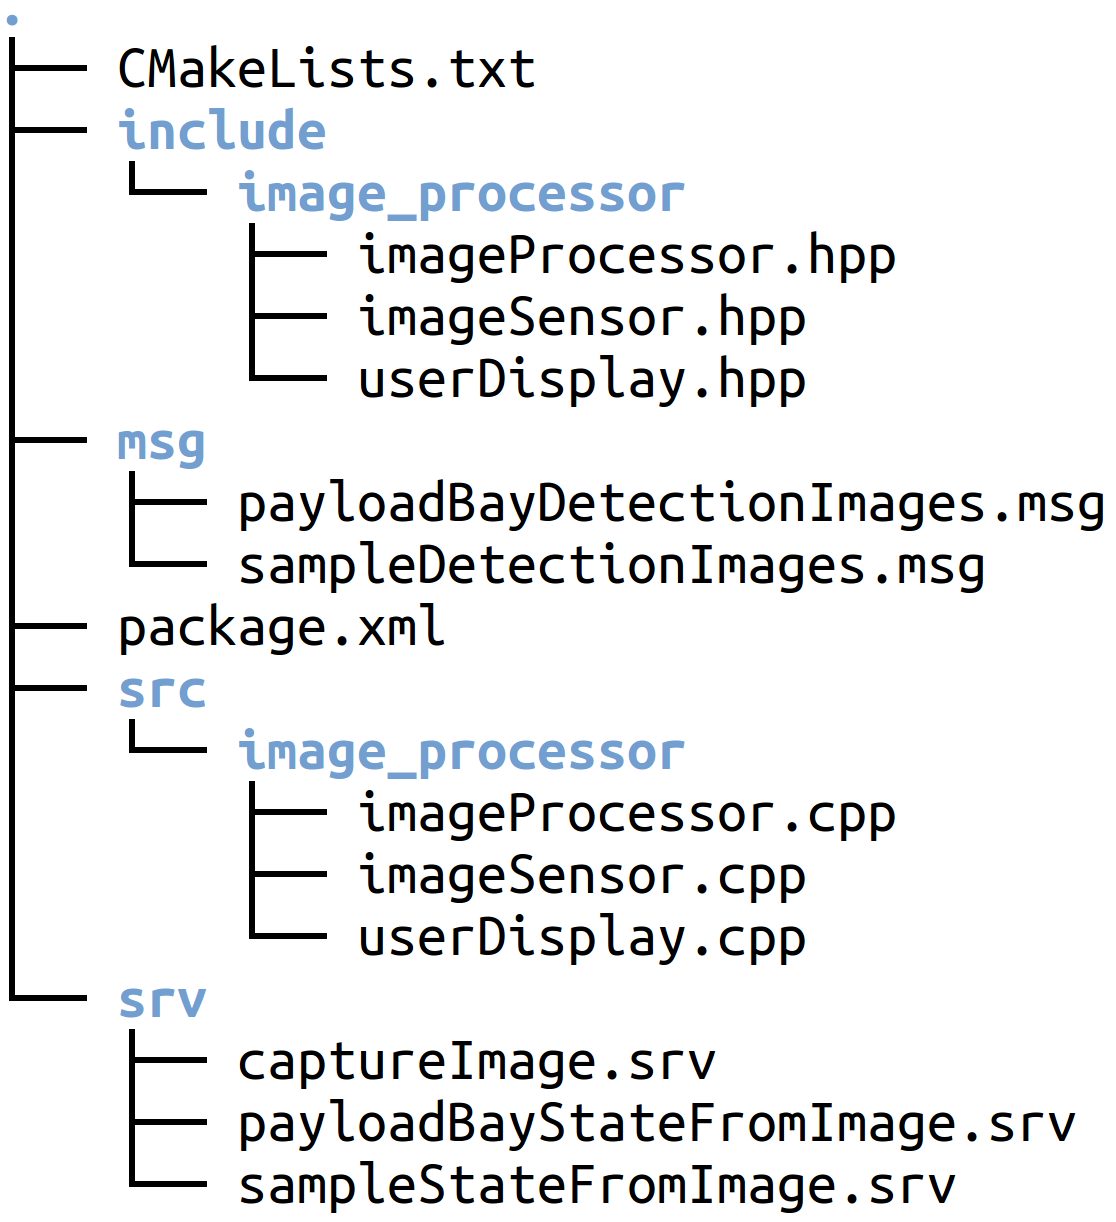 .
CMakeLists.txt
include
image_processor
imageProcessor.hpp
imageSensor.hpp
userDisplay.hpp
msg
payloadBayDetectionImages.msg
sampleDetectionImages.msg
package.xml
src
image_processor
imageProcessor.cpp
imageSensor.cpp
userDisplay.cpp
srv
captureImage.srv
payloadBayStateFromImage.srv
sampleStateFromImage.srv